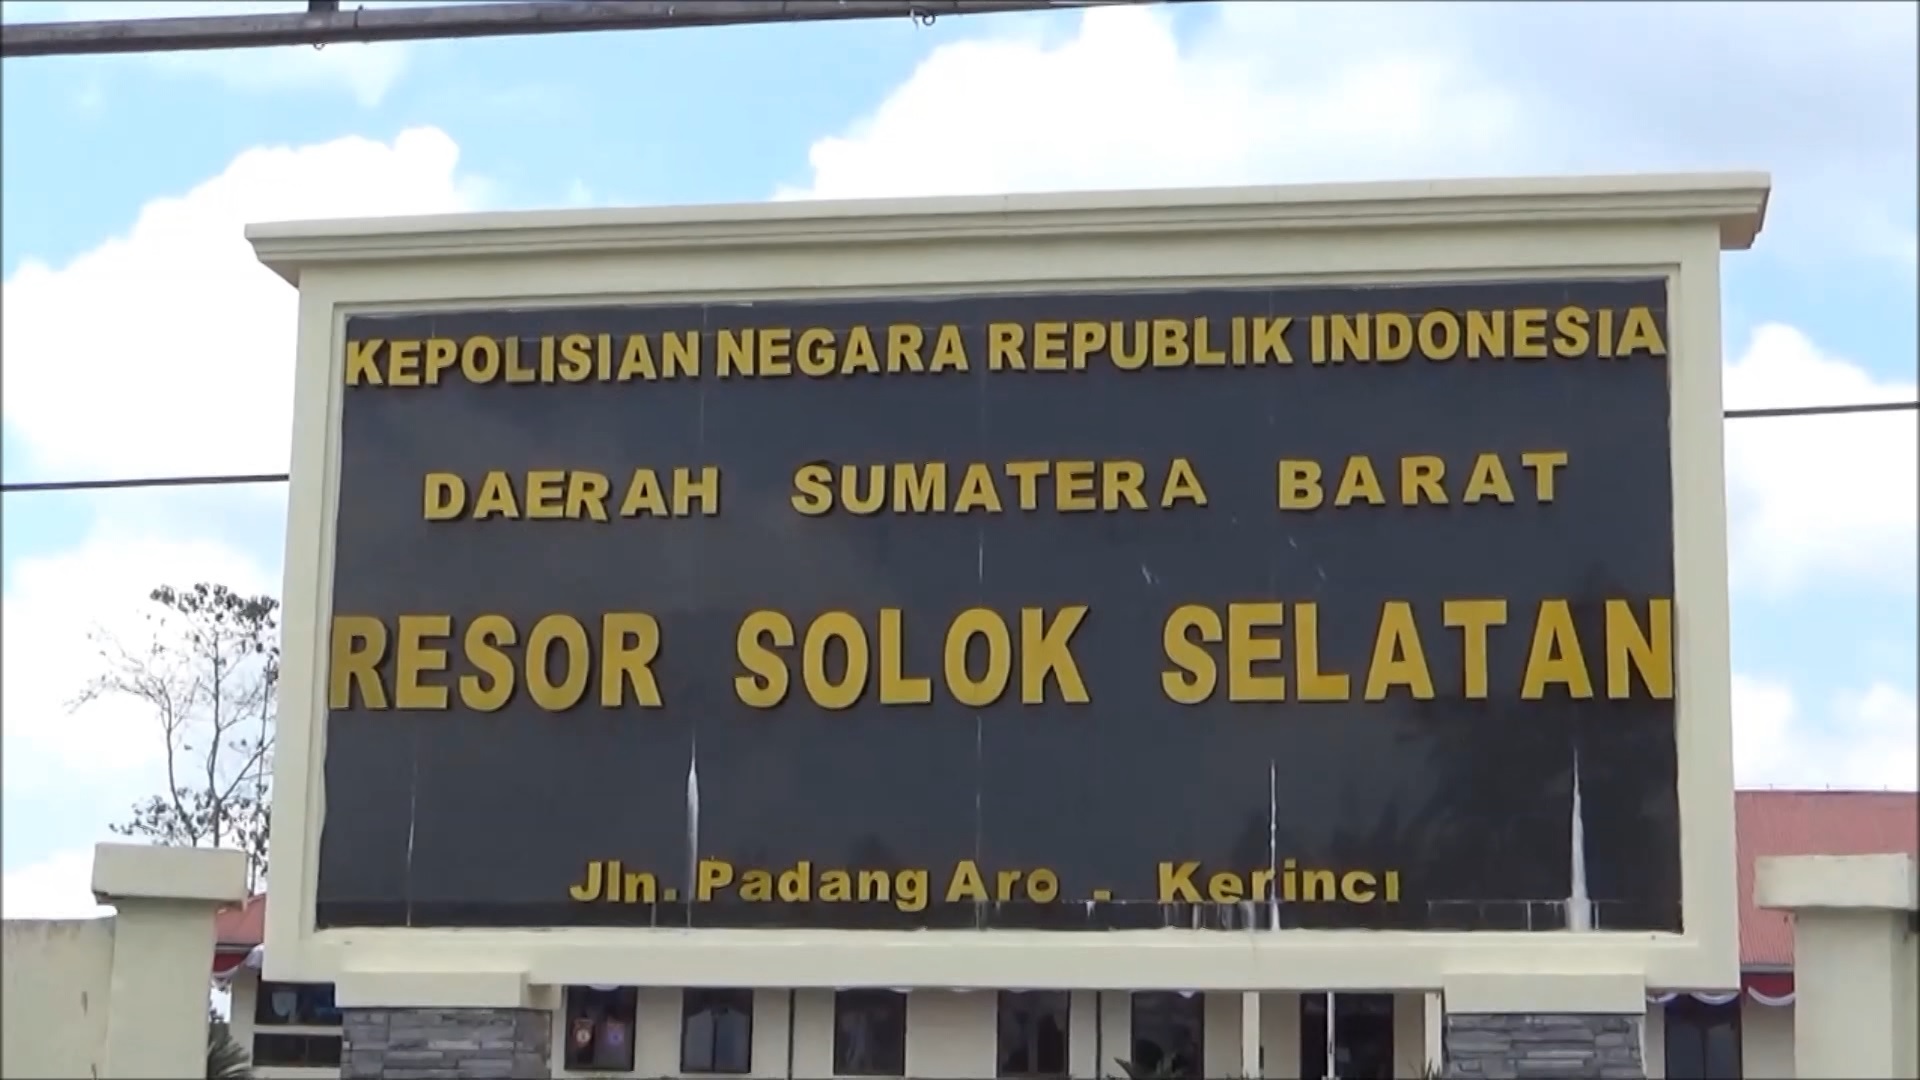 KEPOLISIAN NEGARA REPUBLIK INDONESIA
DAERAH SUMATERA BARAT
RESOR SOLOK SELATAN
Jln. Padang Aro - Kerinci